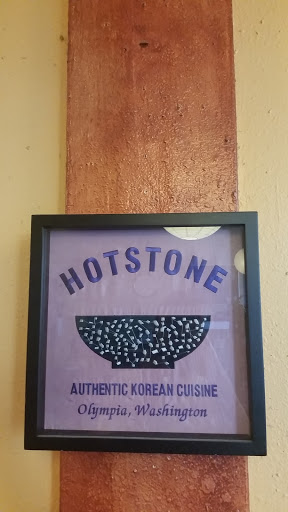 HOTSTONE
AUTHENTIC KOREAN CUISINE
Olympia, Washington